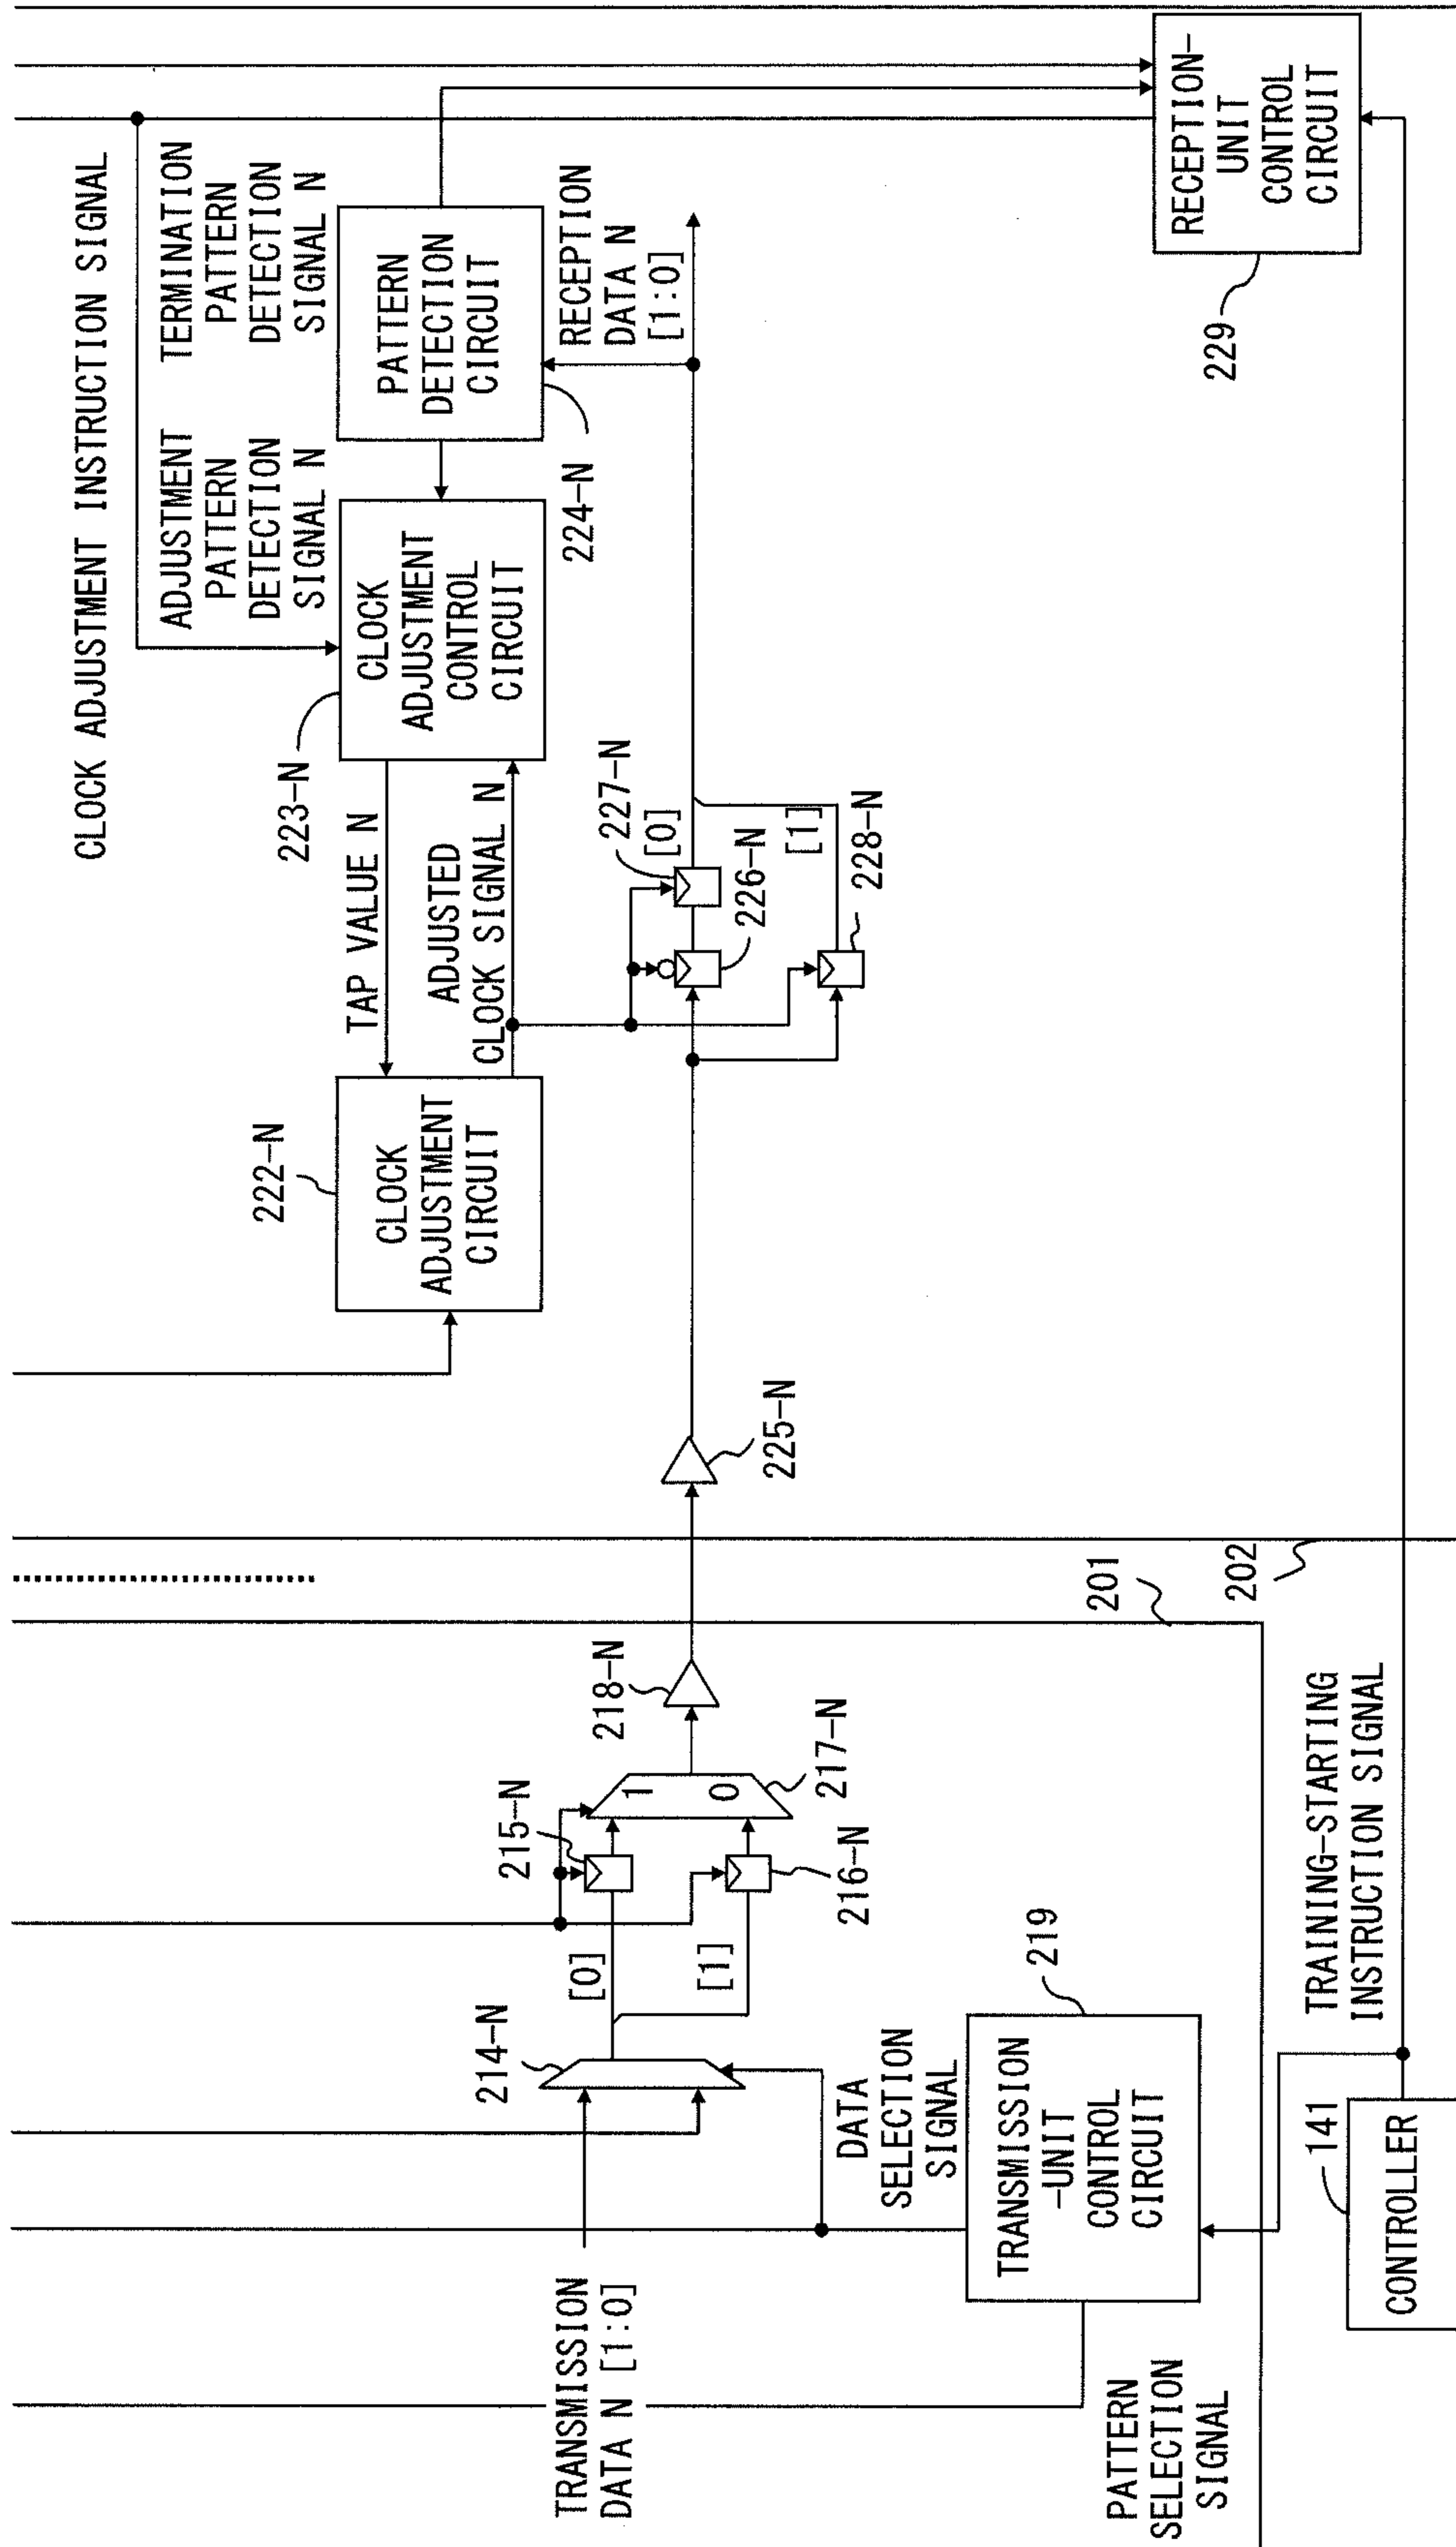 CLOCK ADJUSTMENT INSTRUCTION SIGNAL
ADJUSTMENT
PATTERN
DETECTION
SIGNAL N
TERMINATION
PATTERN
DETECTION
SIGNAL N
222-N
CLOCK
ADJUSTMENT
CIRCUIT
TAP VALUE N
ADJUSTED
CLOCK SIGNAL N
223-N
CLOCK
ADJUSTMENT
CONTROL
CIRCUIT
PATTERN
DETECTION
CIRCUIT
224-N
RECEPTION
DATA N
[1:0]
227-N
[0]
226-N
[1]
228-N
225-N
218-N
217-N
1
0
215-N
216-N
[0]
[1]
214-N
TRANSMISSION
DATA N [1:0]
DATA
SELECTION
SIGNAL
219
TRANSMISSION
-UNIT
CONTROL
CIRCUIT
PATTERN
SELECTION
SIGNAL
201
202
RECEPTION-
UNIT
CONTROL
CIRCUIT
229
TRAINING-STARTING
INSTRUCTION SIGNAL
141
CONTROLLER